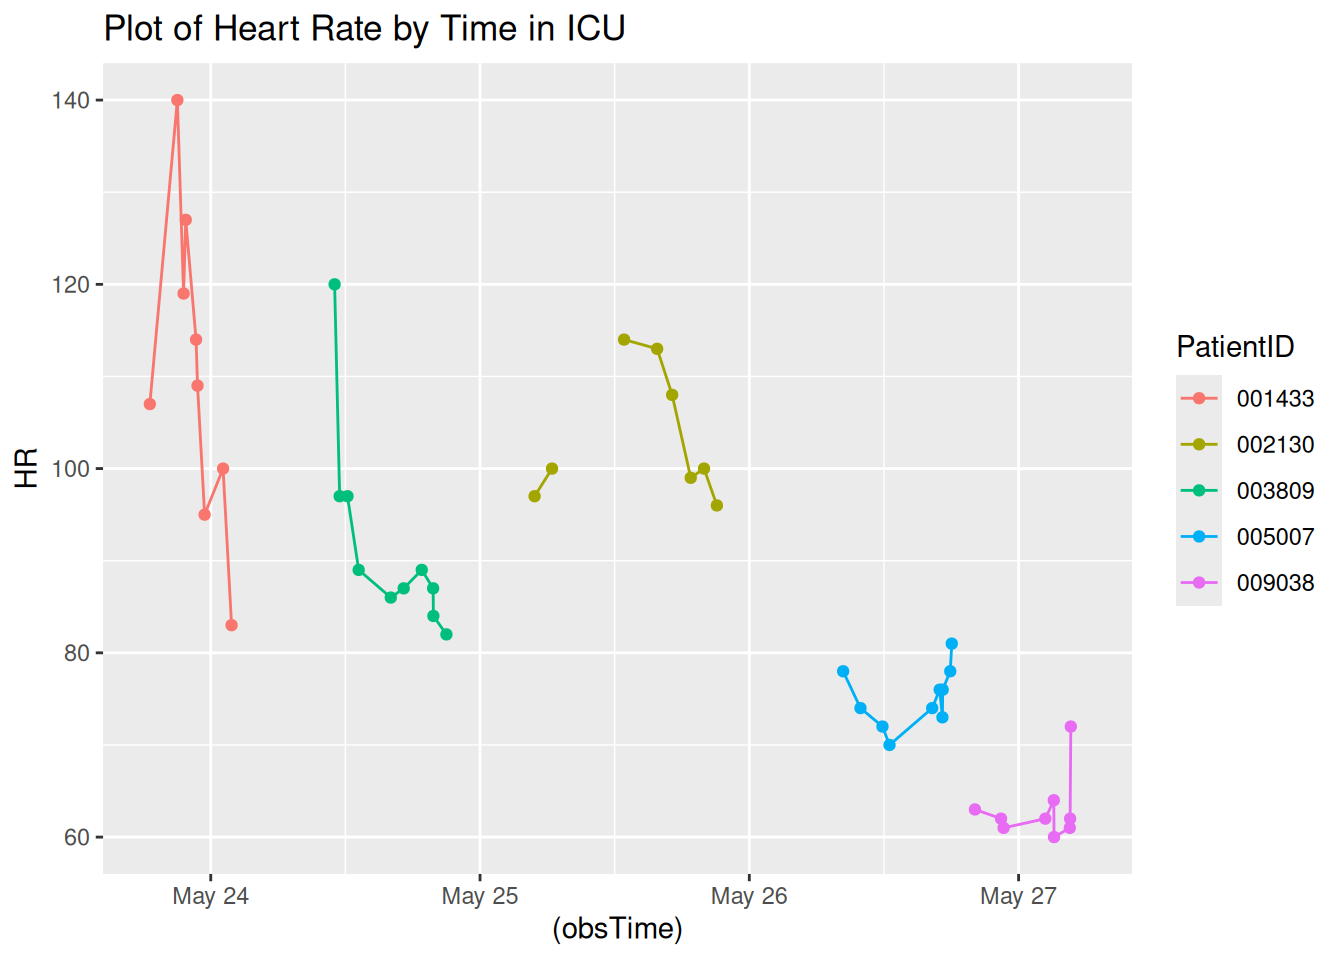 Plot of Heart Rate by Time in ICU
140
120
100
80
60
HR
May 24
May 25
May 26
May 27
(obsTime)
PatientID
001433
002130
003809
005007
009038